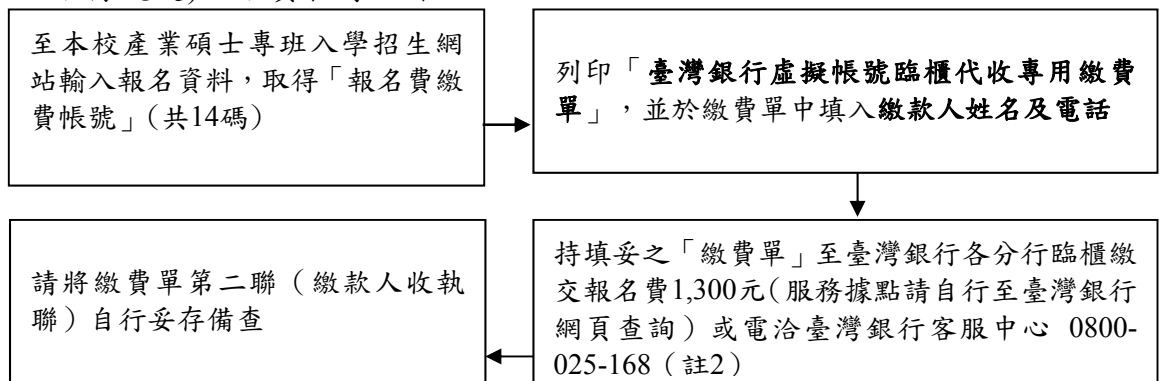 至本校產業碩士專班入學招生網
站輸入報名資料，取得「報名費繳
費帳號」（共14碼）
列印「臺灣銀行虛擬帳號臨櫃代收專用繳費
單」，並於繳費單中填入繳款人姓名及電話
持填妥之「繳費單」至臺灣銀行各分行臨櫃繳
交報名費1,300元（服務據點請自行至臺灣銀行
網頁查詢）或電洽臺灣銀行客服中心 0800-
025-168（註2）
請將繳費單第二聯（繳款人收執
聯）自行妥存備查